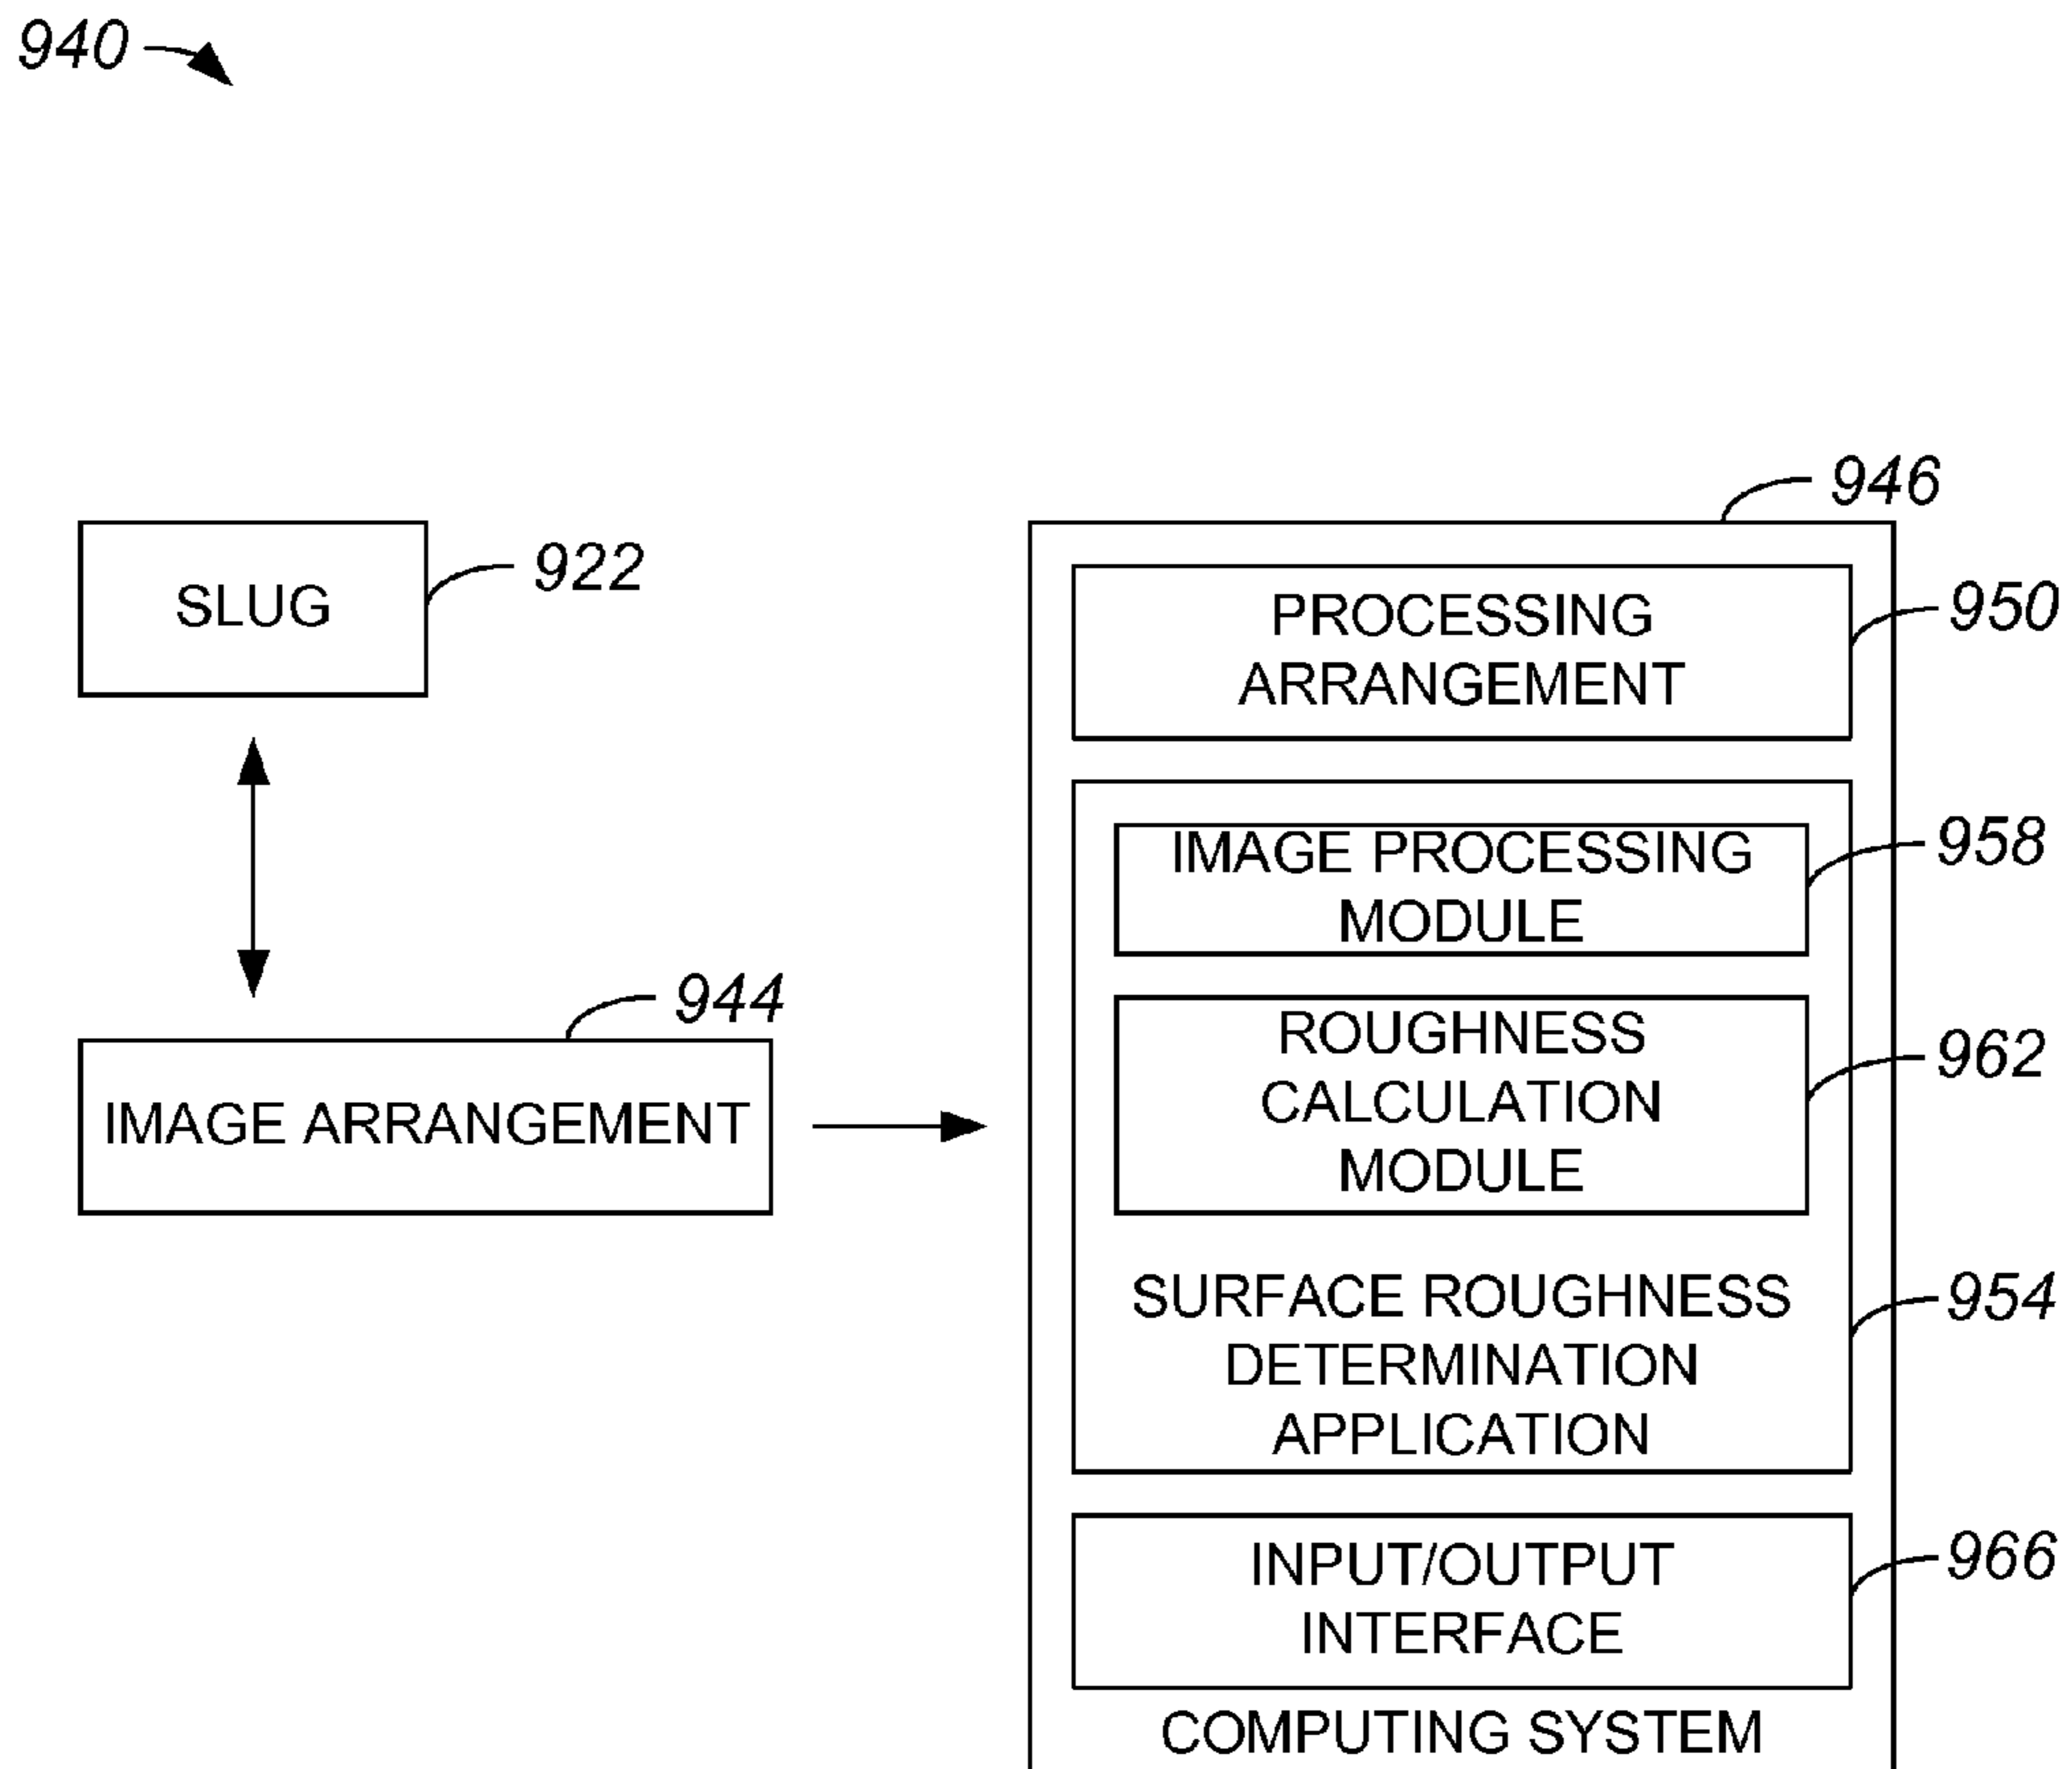 940
946
SLUG
922
PROCESSING
ARRANGEMENT
950
IMAGE PROCESSING
MODULE
958
944
IMAGE ARRANGEMENT
ROUGHNESS
CALCULATION
MODULE
962
SURFACE ROUGHNESS
DETERMINATION
APPLICATION
954
INPUT/OUTPUT
INTERFACE
966
COMPUTING SYSTEM